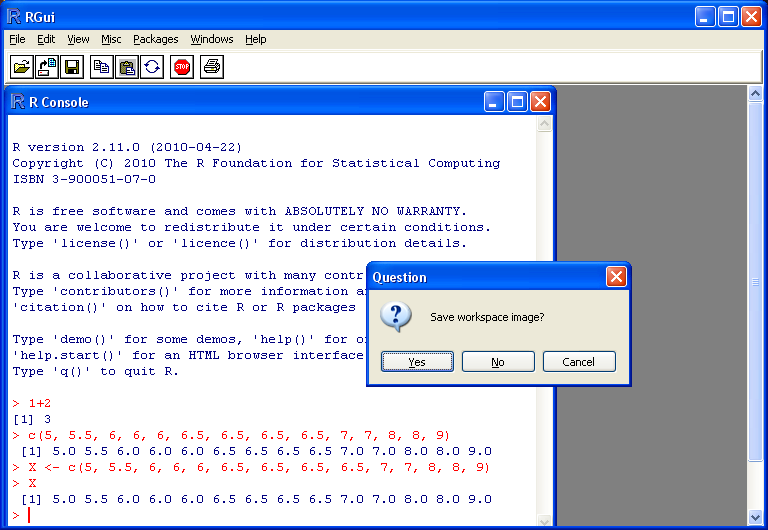 RGui
File Edit View Misc Packages Windows Help
STOP
R Console
R version 2.11.0 (2010-04-22)
Copyright (C) 2010 The R Foundation for Statistical Computing
ISBN 3-900051-07-0
R is free software and comes with ABSOLUTELY NO WARRANTY.
You are welcome to redistribute it under certain conditions.
Type 'license()' or 'licence()' for distribution details.
R is a collaborative project with many contr
Type 'contributors()' for more information a
'citation()' on how to cite R or R packages
Type 'demo()' for some demos, 'help()' for o
'help.start()' for an HTML browser interface
Type 'q()' to quit R.
> 1+2
[1] 3
> c(5, 5.5, 6, 6, 6, 6.5, 6.5, 6.5, 6.5, 7, 7, 8, 8, 9)
[1] 5.0 5.5 6.0 6.0 6.0 6.5 6.5 6.5 6.5 7.0 7.0 8.0 8.0 9.0
> X <- c(5, 5.5, 6, 6, 6, 6.5, 6.5, 6.5, 6.5, 7, 7, 8, 8, 9)
> X
[1] 5.0 5.5 6.0 6.0 6.0 6.5 6.5 6.5 6.5 7.0 7.0 8.0 8.0 9.0
>
Question
Save workspace image?
Yes No Cancel